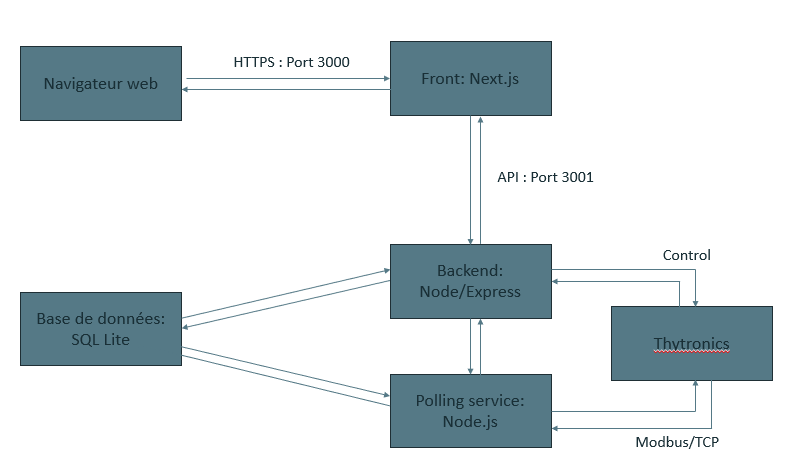 HTTPS : Port 3000
Navigateur web
Front: Next.js
API : Port 3001
Control
Backend:
Node/Express
Base de données:
SQL Lite
Thytronics
Polling service:
Node.js
Modbus/TCP